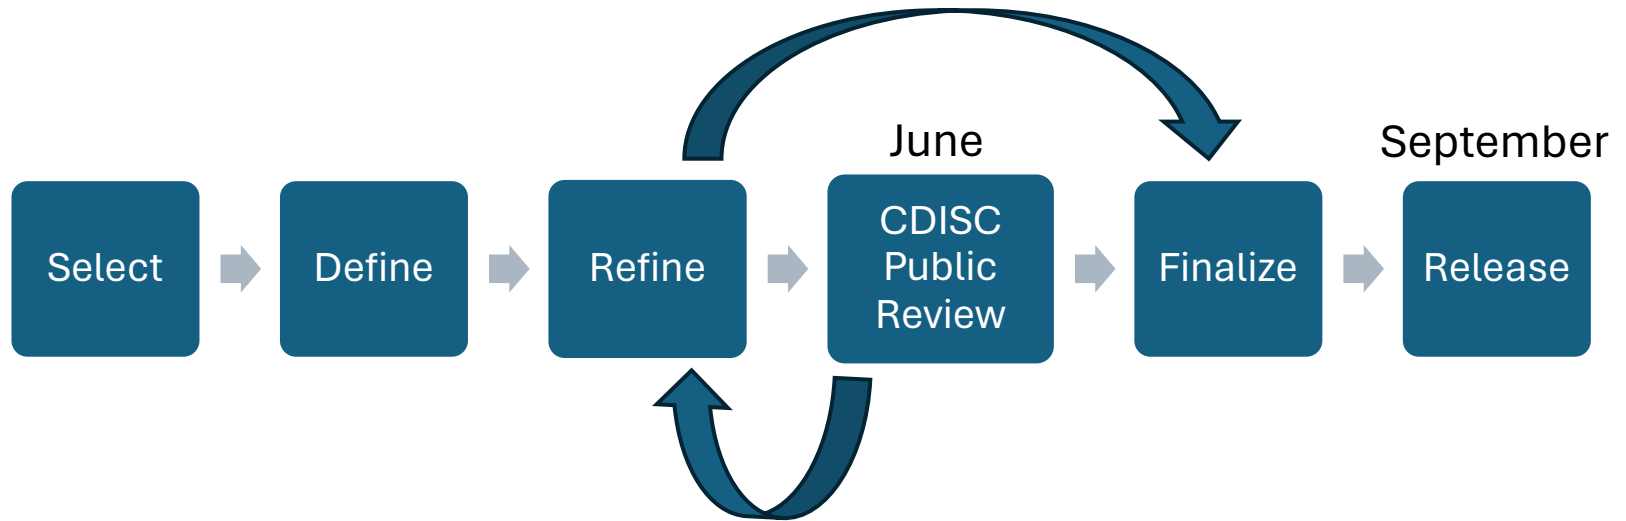 June
September
Select
Define
Refine
CDISC
Public
Review
Finalize
Release